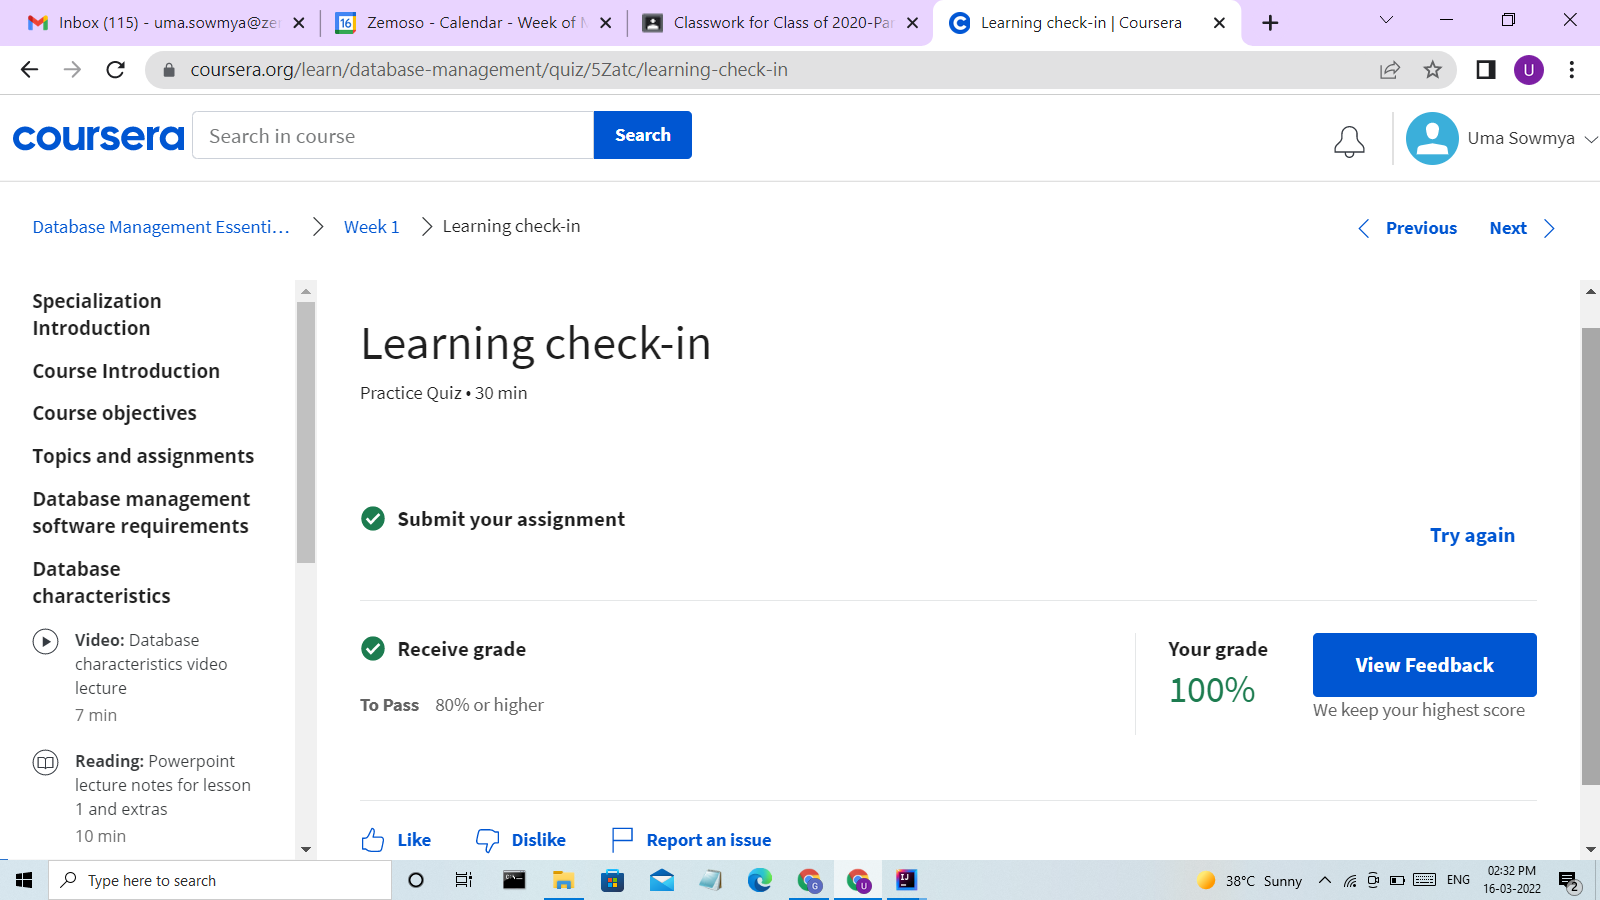 Inbox (115) - uma.sowmya@ze
Zemoso - Calendar - Week of
Classwork for Class of 2020-Par
Learning check-in | Coursera
coursera.org/learn/database-management/quiz/5Zatc/learning-check-in
U
coursera
Search in course
Search
Uma Sowmya
Database Management Essenti...
Week 1
Learning check-in
Previous
Next
Specialization
Introduction
Course Introduction
Course objectives
Topics and assignments
Database management
software requirements
Database
characteristics
Video: Database
characteristics video
lecture
7 min
Reading: Powerpoint
lecture notes for lesson
1 and extras
10 min
Learning check-in
Practice Quiz • 30 min
Submit your assignment
Try again
Receive grade
To Pass 80% or higher
Your grade
100%
View Feedback
We keep your highest score
Like
Dislike
Report an issue
Type here to search
38°C Sunny
ENG
02:32 PM
16-03-2022
2